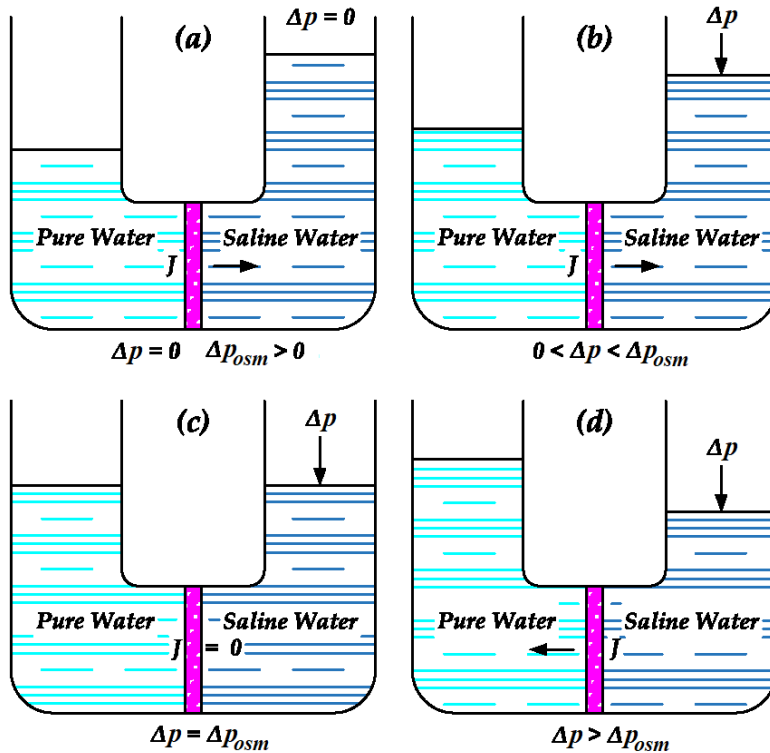 (a)
Δp = 0
Pure Water
Saline Water
J
Δp = 0
Δp_osm > 0
(b)
Δp
Pure Water
Saline Water
J
0 < Δp < Δp_osm
(c)
Δp
Pure Water
Saline Water
J = 0
Δp = Δp_osm
(d)
Δp
Pure Water
Saline Water
J
Δp > Δp_osm